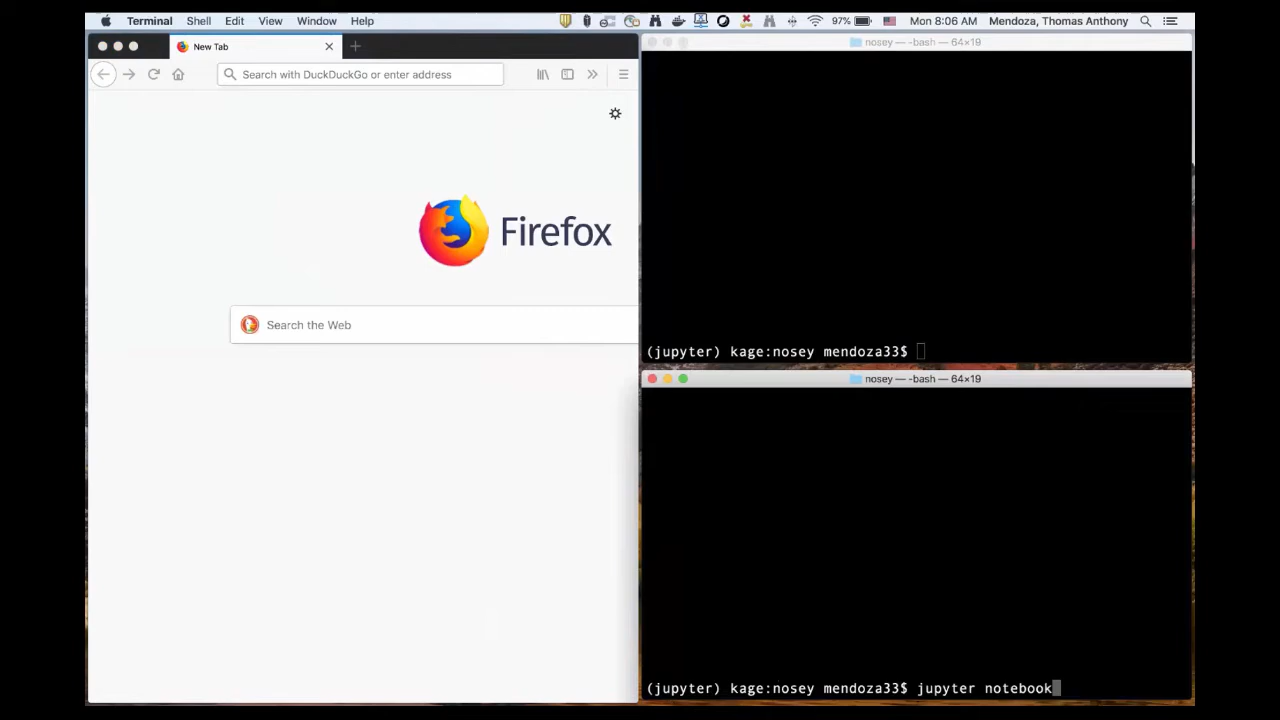 Terminal Shell Edit View Window Help 97% Mon 8:06 AM Mendoza, Thomas Anthony
New Tab
Search with DuckDuckGo or enter address
Firefox
Search the Web
nosey — -bash — 64×19
(jupyter) kage:nosey mendoza33$
nosey — -bash — 64×19
(jupyter) kage:nosey mendoza33$ jupyter notebook